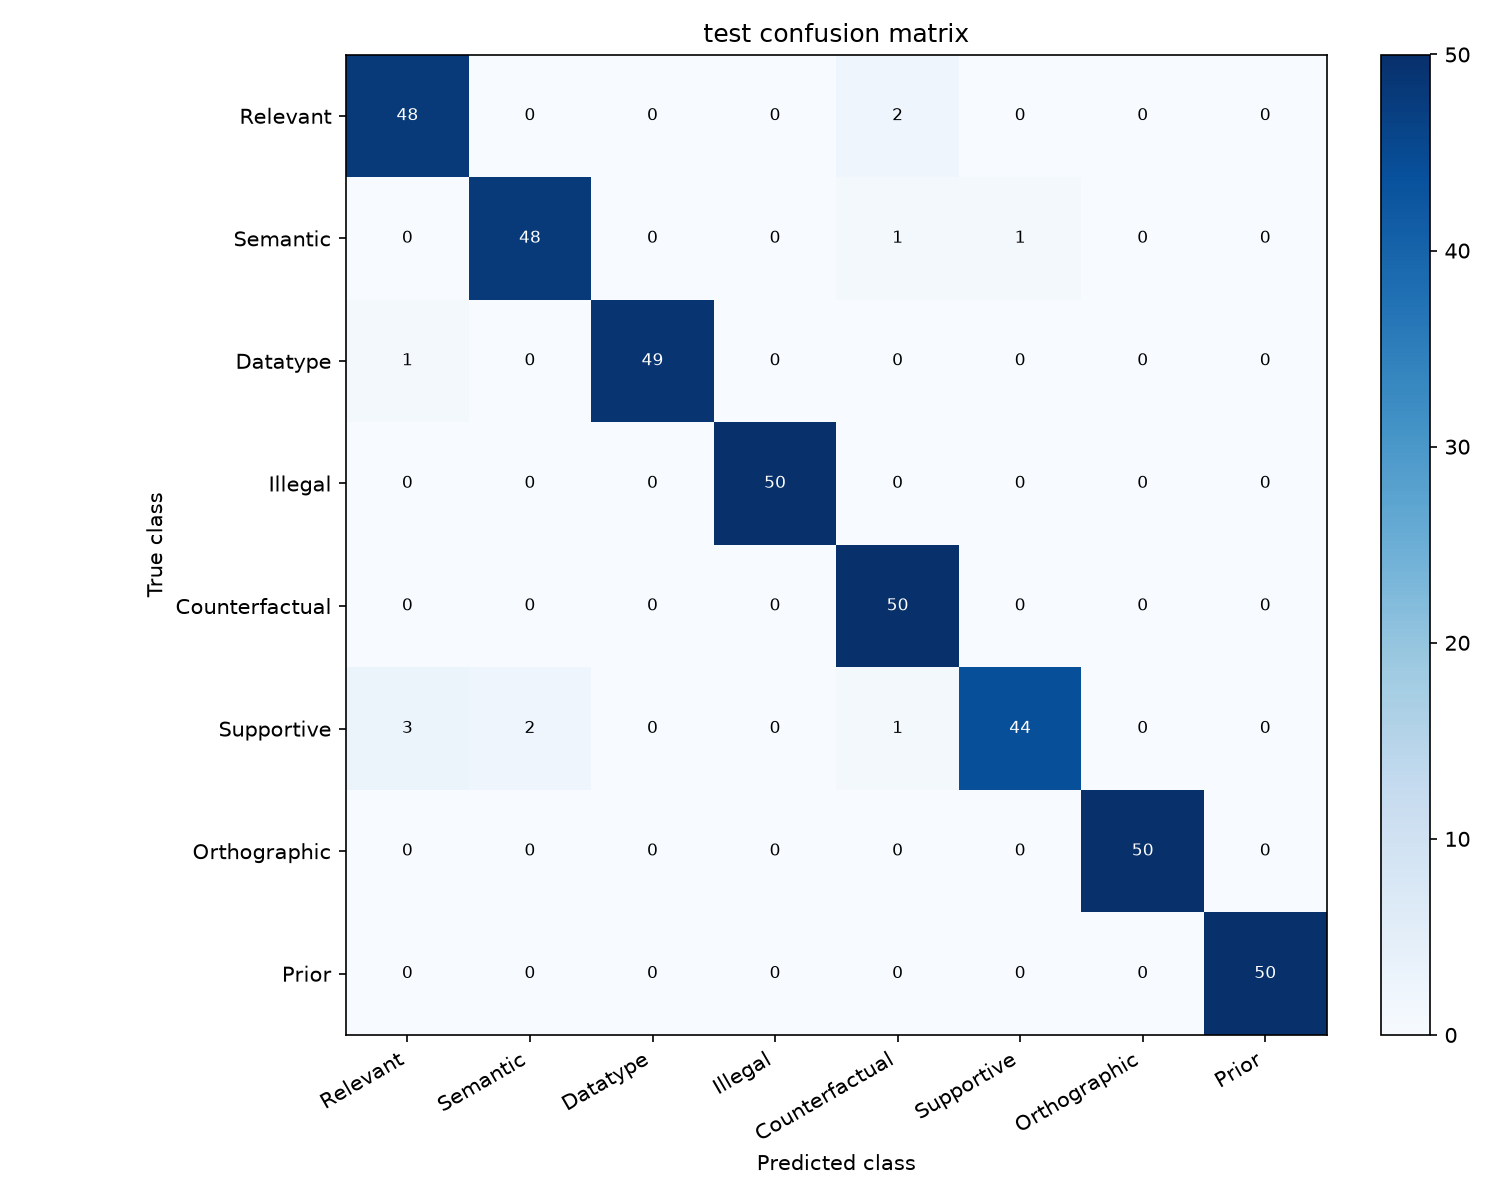 test confusion matrix
Relevant 48 0 0 0 2 0 0 0
Semantic 0 48 0 0 1 1 0 0
Datatype 1 0 49 0 0 0 0 0
Illegal 0 0 0 50 0 0 0 0
Counterfactual 0 0 0 0 50 0 0 0
Supportive 3 2 0 0 1 44 0 0
Orthographic 0 0 0 0 0 0 50 0
Prior 0 0 0 0 0 0 0 50
True class
Relevant Semantic Datatype Illegal Counterfactual Supportive Orthographic Prior
Predicted class
50
40
30
20
10
0